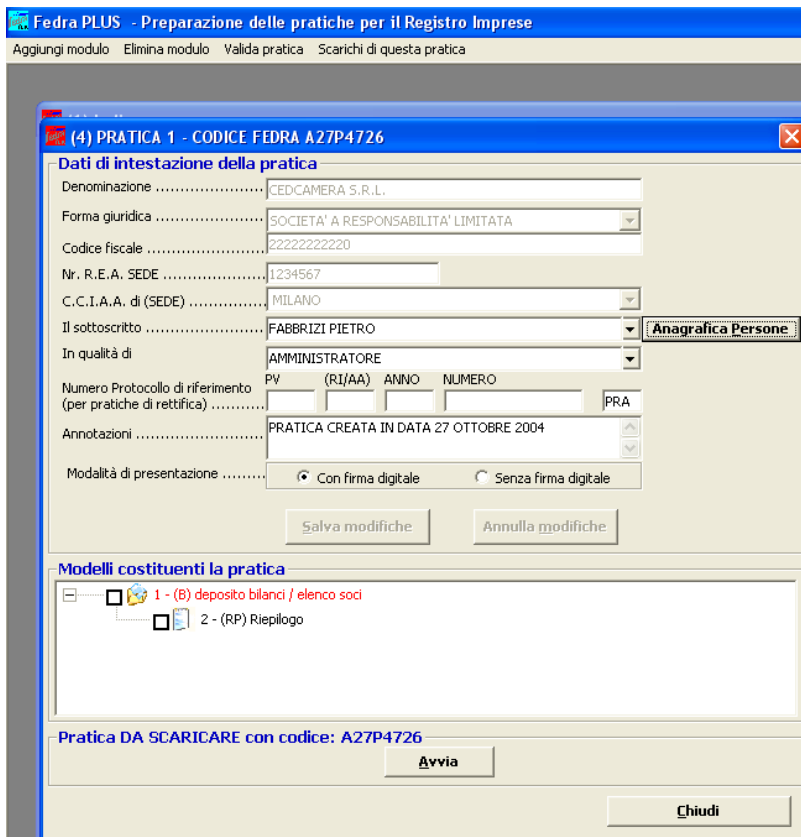 Fedra PLUS - Preparazione delle pratiche per il Registro Imprese
Aggiungi modulo Elimina modulo Valida pratica Scarichi di questa pratica
(4) PRATICA 1 - CODICE FEDRA A27P4726
Dati di intestazione della pratica
Denominazione ...................... CEDCAMERA S.R.L.
Forma giuridica ...................... SOCIETA' A RESPONSABILITA' LIMITATA
Codice fiscale ........................ 22222222220
Nr. R.E.A. SEDE ..................... 1234567
C.C.I.A.A. di (SEDE) ................ MILANO
Il sottoscritto ........................ FABBRIZI PIETRO Anagrafica Persone
In qualità di AMMINISTRATORE
PV (RI/AA) ANNO NUMERO
Numero Protocollo di riferimento
(per pratiche di rettifica) ........... PRA
Annotazioni .......................... PRATICA CREATA IN DATA 27 OTTOBRE 2004
Modalità di presentazione ......... Con firma digitale Senza firma digitale
Salva modifiche Annulla modifiche
Modelli costituenti la pratica
1 - (B) deposito bilanci / elenco soci
2 - (RP) Riepilogo
Pratica DA SCARICARE con codice: A27P4726
Avvia
Chiudi